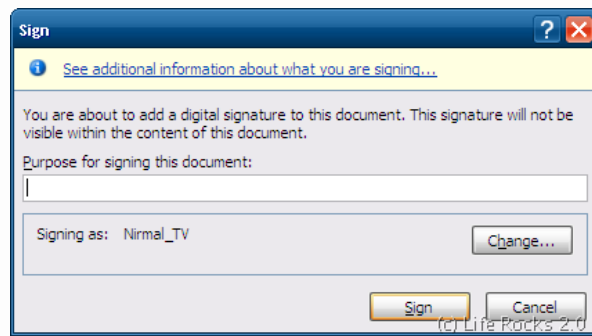 Sign
?
See additional information about what you are signing...
You are about to add a digital signature to this document. This signature will not be
visible within the content of this document.
Purpose for signing this document:
Signing as: Nirmal_TV
Change...
Sign
Cancel
(c) Life Rocks 2.0